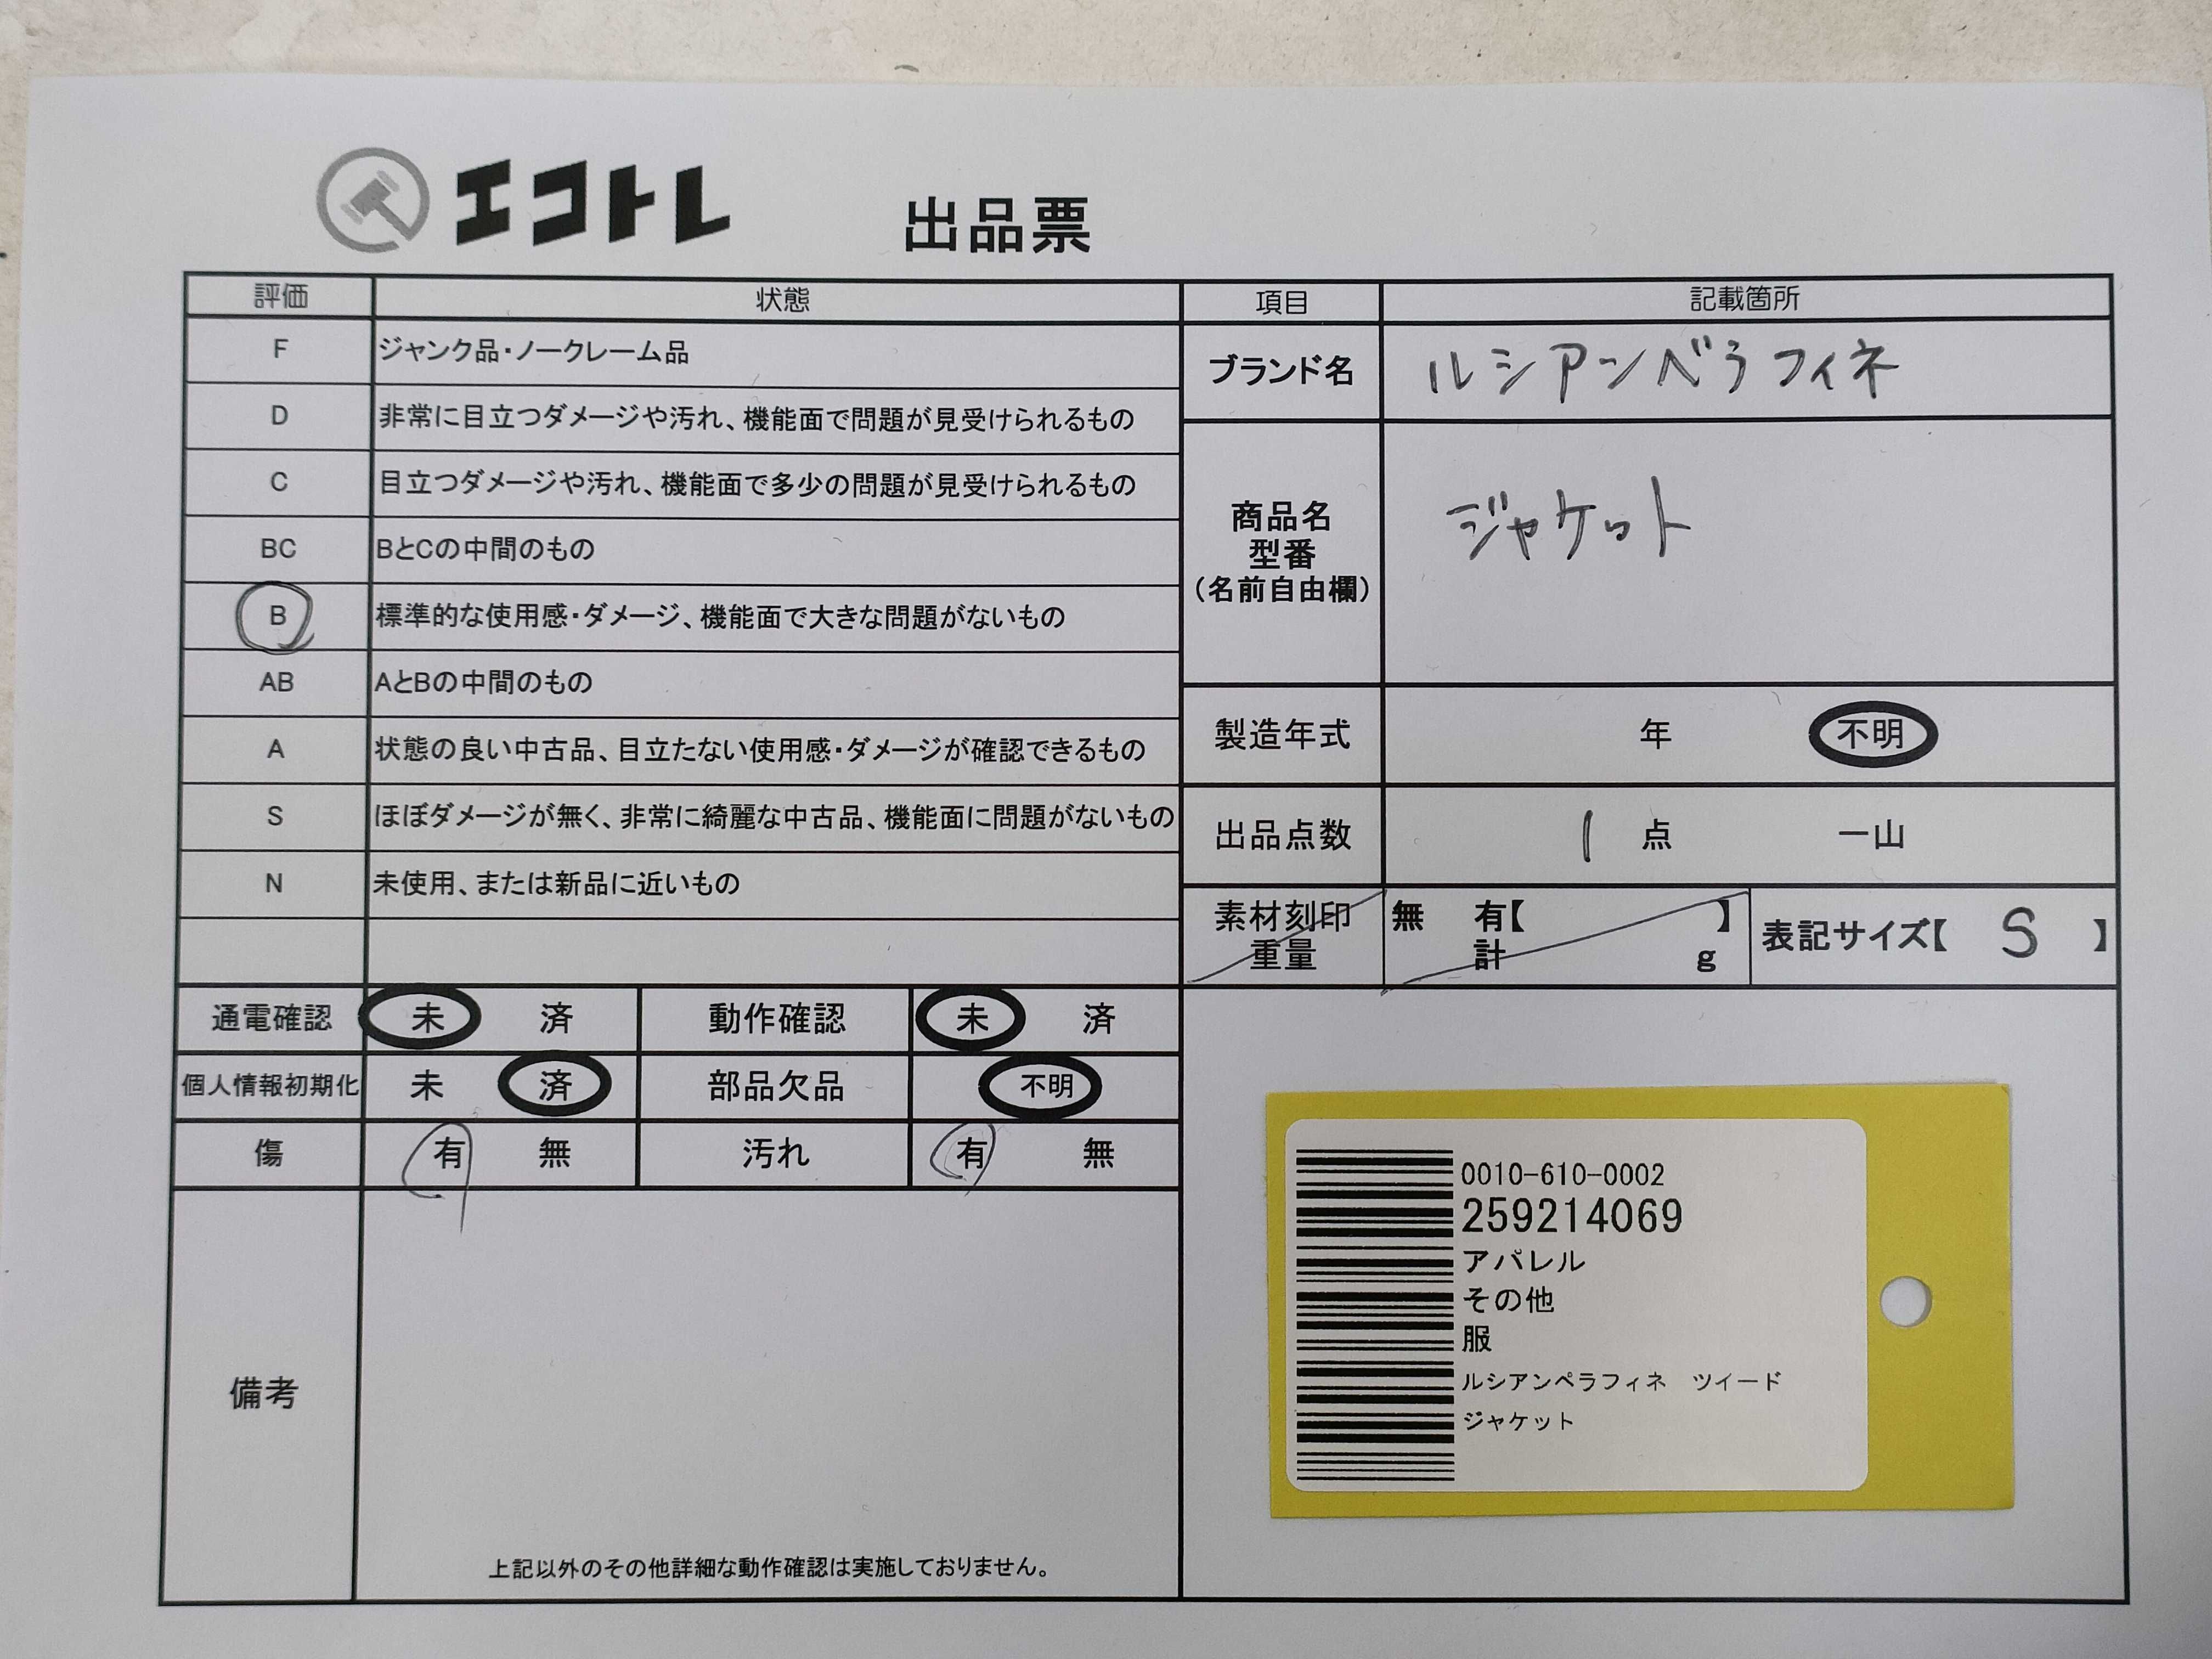 エコトレ 出品票
評価 状態
F ジャンク品・ノークレーム品
D 非常に目立つダメージや汚れ、機能面で問題が見受けられるもの
C 目立つダメージや汚れ、機能面で多少の問題が見受けられるもの
BC BとCの中間のもの
B 標準的な使用感・ダメージ、機能面で大きな問題がないもの
AB AとBの中間のもの
A 状態の良い中古品、目立たない使用感・ダメージが確認できるもの
S ほぼダメージが無く、非常に綺麗な中古品、機能面に問題がないもの
N 未使用、または新品に近いもの
通電確認 未 済 動作確認 未 済
個人情報初期化 未 済 部品欠品 不明
傷 有 無 汚れ 有 無
備考
上記以外のその他詳細な動作確認は実施しておりません。
項目 記載箇所
ブランド名 ルシアンペラフィネ
商品名
型番
(名前自由欄)
ジャケット
製造年式 年 不明
出品点数 1 点 一山
素材刻印 無 有【 】
重量 計 g
表記サイズ【 S 】
0010-610-0002
259214069
アパレル
その他
服
ルシアンペラフィネ ツイード
ジャケット